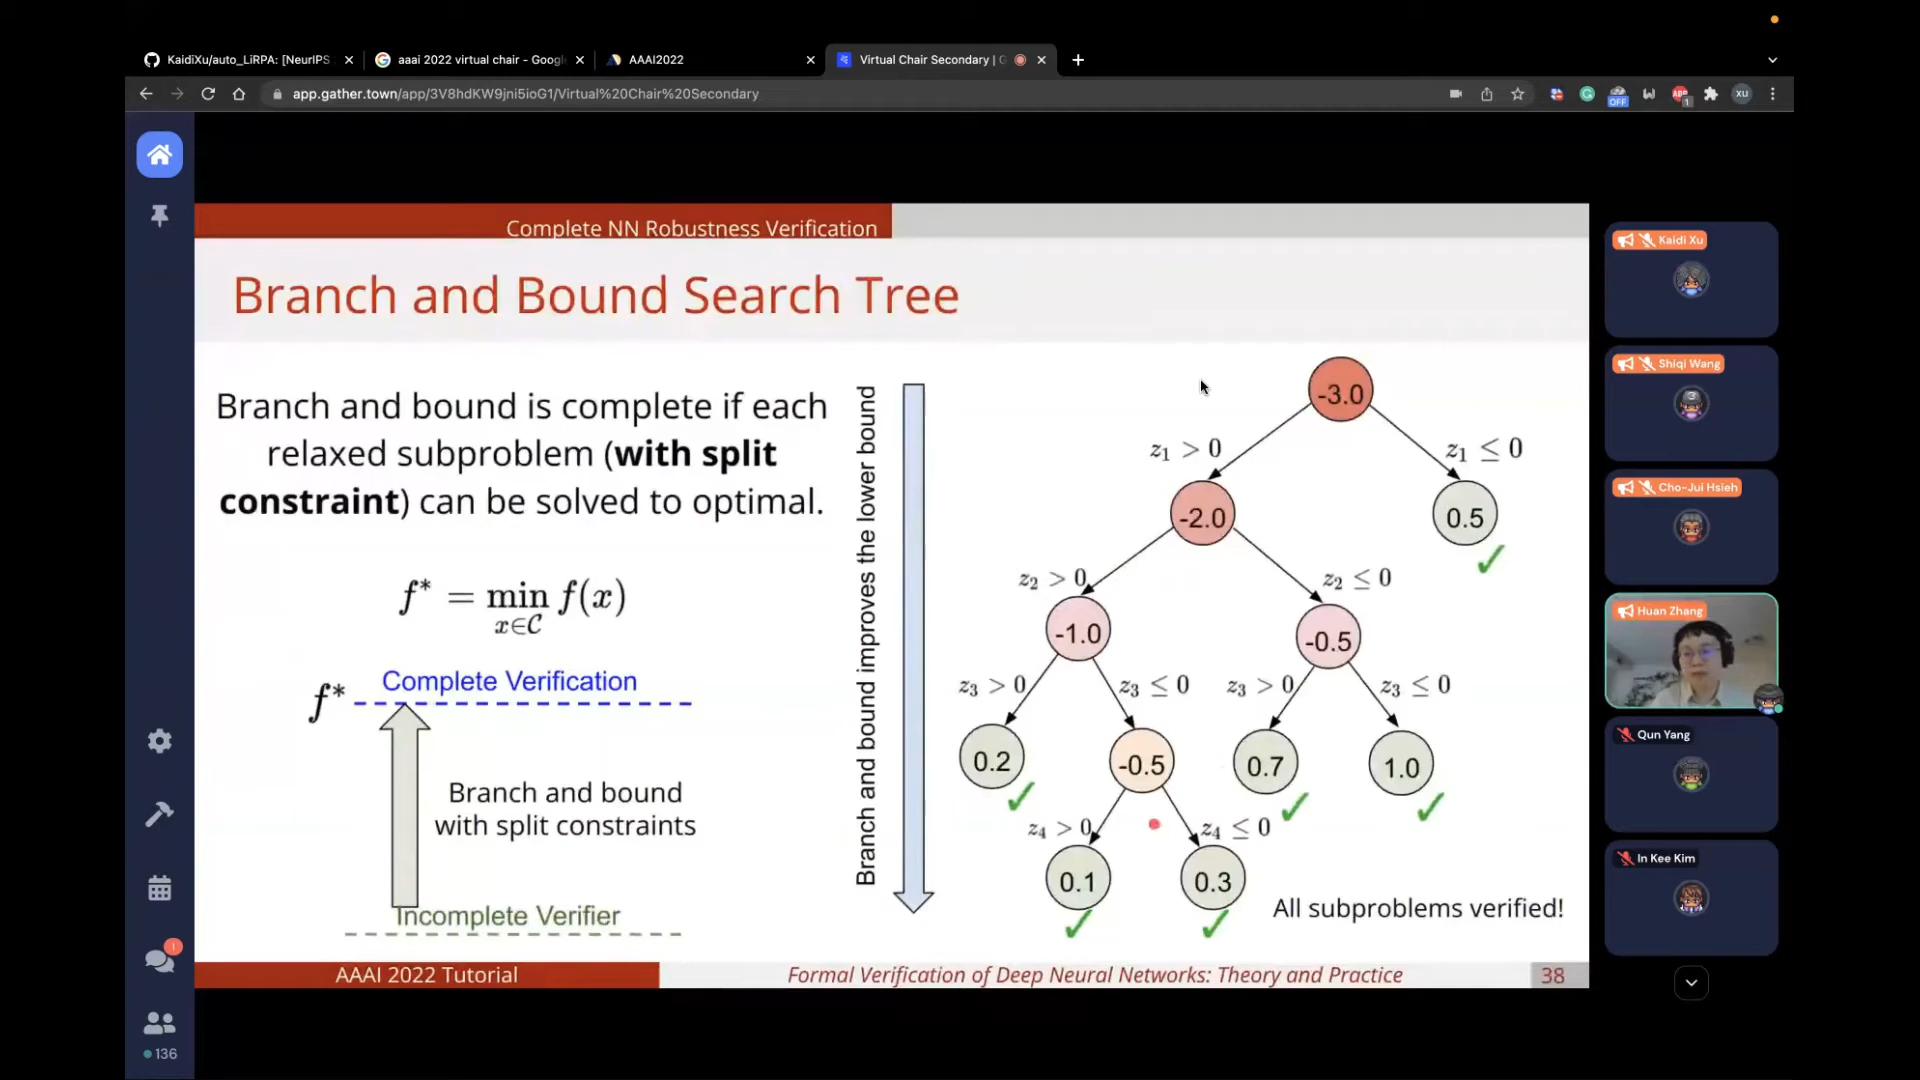 KaidiXu/auto_LiRPA: [NeurIPS
aaai 2022 virtual chair - Google
AAAI2022
Virtual Chair Secondary | G
app.gather.town/app/3V8hdKW9jni5ioG1/Virtual%20Chair%20Secondary
OFF
ABP
1
XU
Complete NN Robustness Verification
Branch and Bound Search Tree
Branch and bound is complete if each
relaxed subproblem (with split
constraint) can be solved to optimal.
f* = min f(x)
x∈C
f*
Complete Verification
Branch and bound
with split constraints
Incomplete Verifier
Branch and bound improves the lower bound
-3.0
z₁ > 0
z₁ ≤ 0
-2.0
0.5
z₂ > 0
z₂ ≤ 0
-1.0
-0.5
z₃ > 0
z₃ ≤ 0
z₃ > 0
z₃ ≤ 0
0.2
-0.5
0.7
1.0
z₄ > 0
z₄ ≤ 0
0.1
0.3
All subproblems verified!
AAAI 2022 Tutorial
Formal Verification of Deep Neural Networks: Theory and Practice
38
Kaidi Xu
Shiqi Wang
Cho-Jui Hsieh
Huan Zhang
Qun Yang
In Kee Kim
1
136